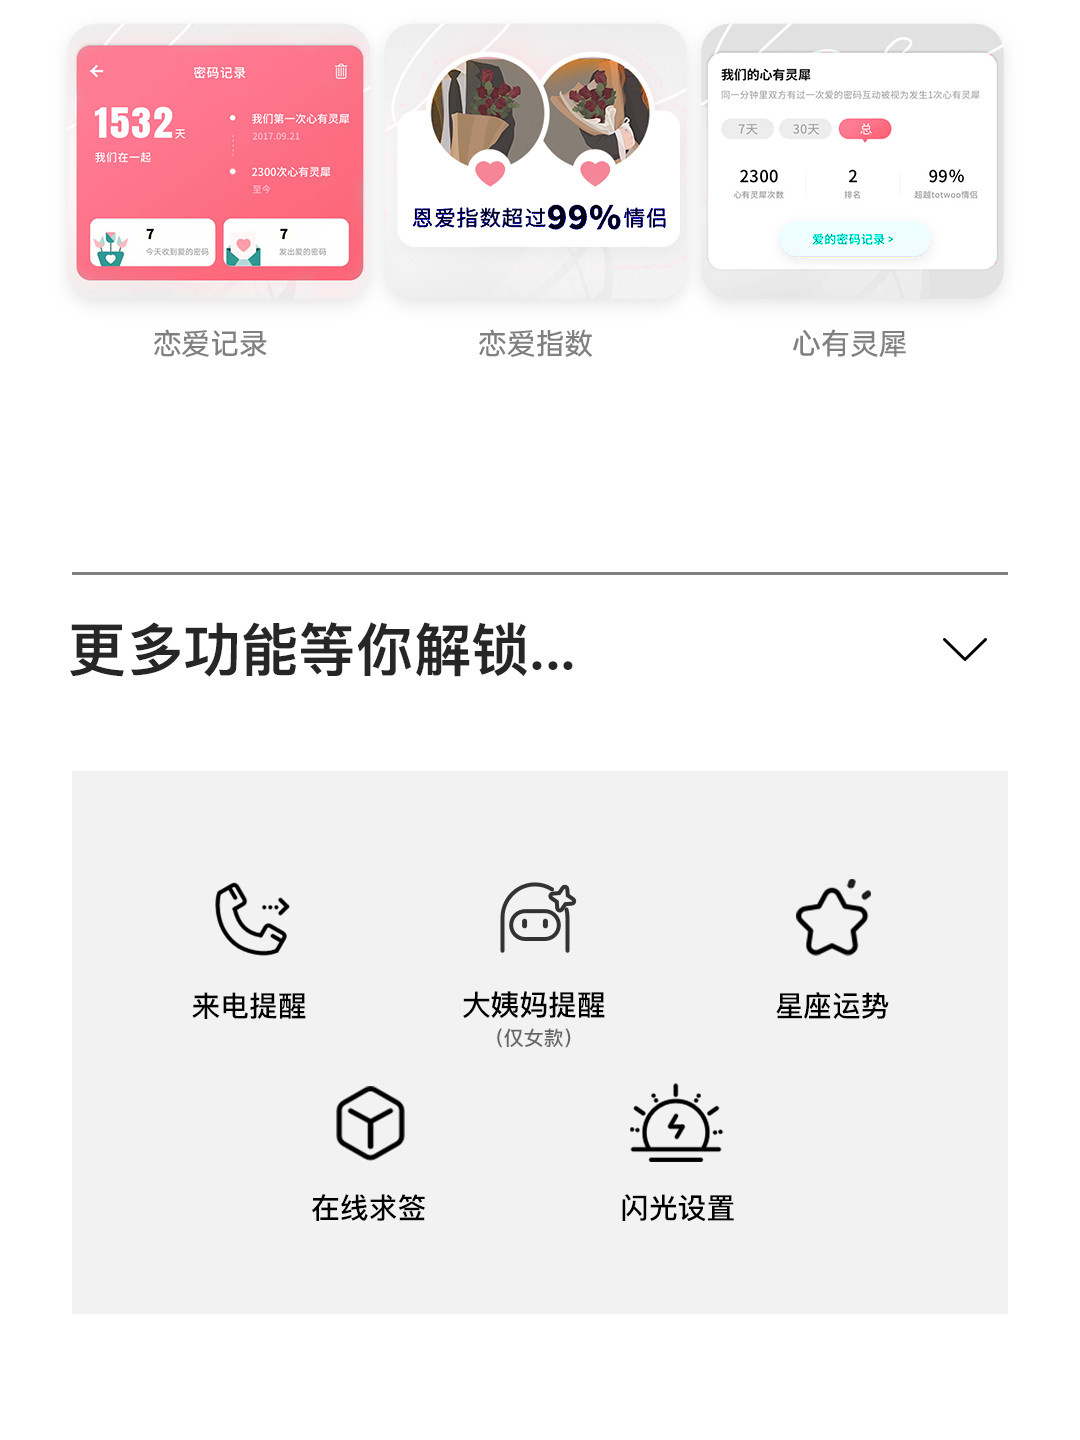 密码记录
1532天
我们在一起
我们第一次心有灵犀
2017.09.21
2300次心有灵犀
至今
7
今天收到爱的密码
7
发出爱的密码
恩爱指数超过99%情侣
我们的心有灵犀
同一分钟里双方有过一次爱的密码互动被视为发生1次心有灵犀
7天 30天 总
2300 2 99%
心有灵犀次数 排名 超越totwoo情侣
爱的密码记录 >
恋爱记录 恋爱指数 心有灵犀
更多功能等你解锁...
来电提醒 大姨妈提醒 星座运势
(仅女款)
在线求签 闪光设置